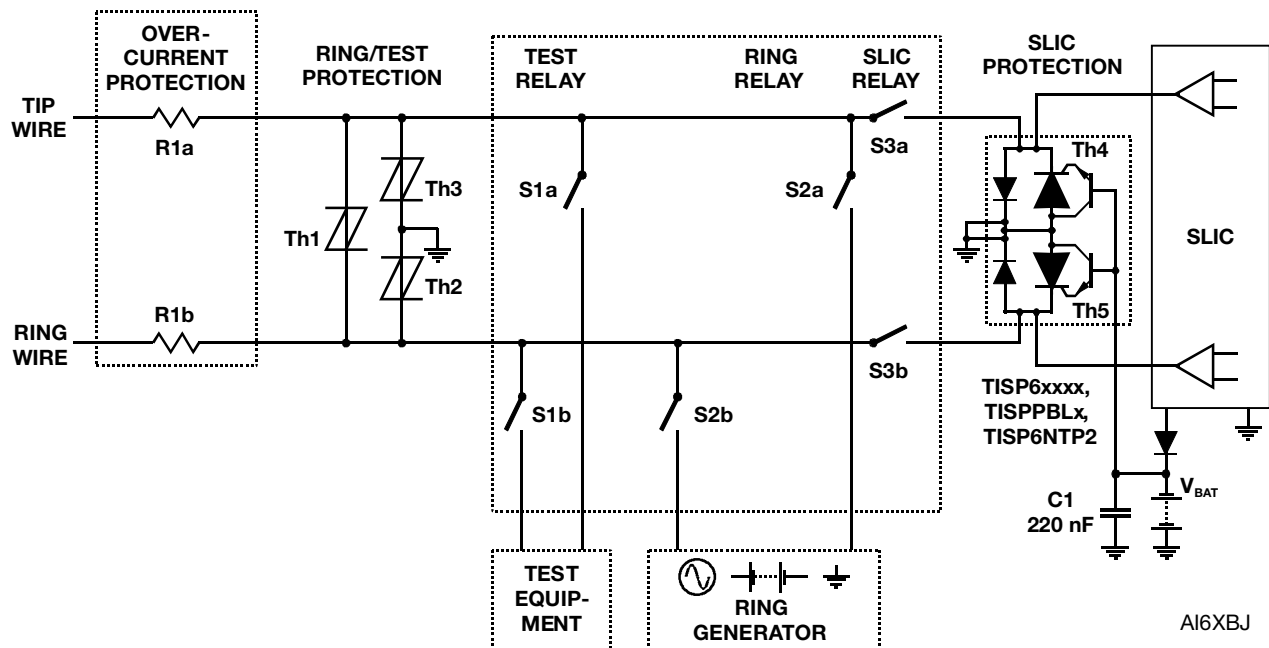 OVER-
CURRENT
PROTECTION
RING/TEST
PROTECTION
TEST
RELAY
RING
RELAY
SLIC
RELAY
SLIC
PROTECTION
TIP
WIRE
R1a
Th3
Th1
Th2
S1a
S2a
S3a
Th4
SLIC
Th5
R1b
RING
WIRE
S3b
S1b
S2b
TISP6xxxx,
TISPPBLx,
TISP6NTP2
C1
220 nF
VBAT
TEST
EQUIP-
MENT
RING
GENERATOR
AI6XBJ